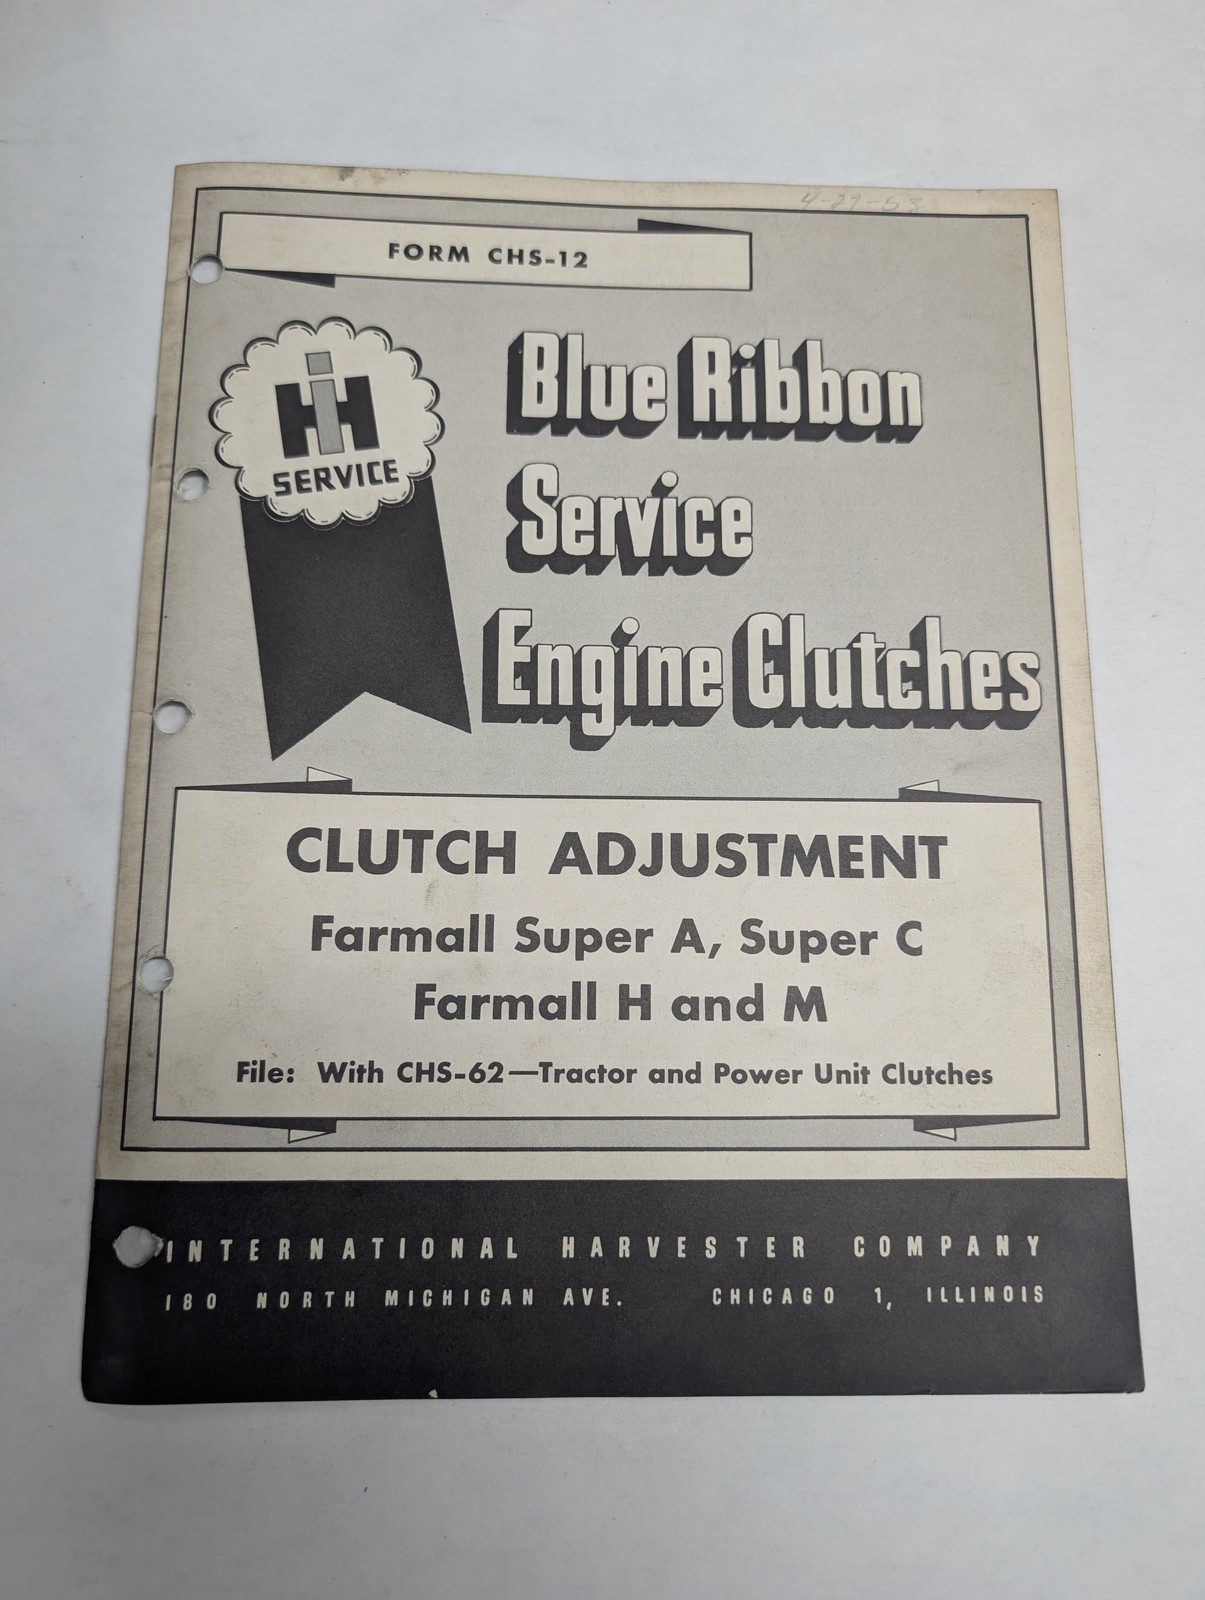 4-27-53
FORM CHS-12
IH
SERVICE
Blue Ribbon
Service
Engine Clutches
CLUTCH ADJUSTMENT
Farmall Super A, Super C
Farmall H and M
File: With CHS-62—Tractor and Power Unit Clutches
INTERNATIONAL HARVESTER COMPANY
180 NORTH MICHIGAN AVE. CHICAGO 1, ILLINOIS